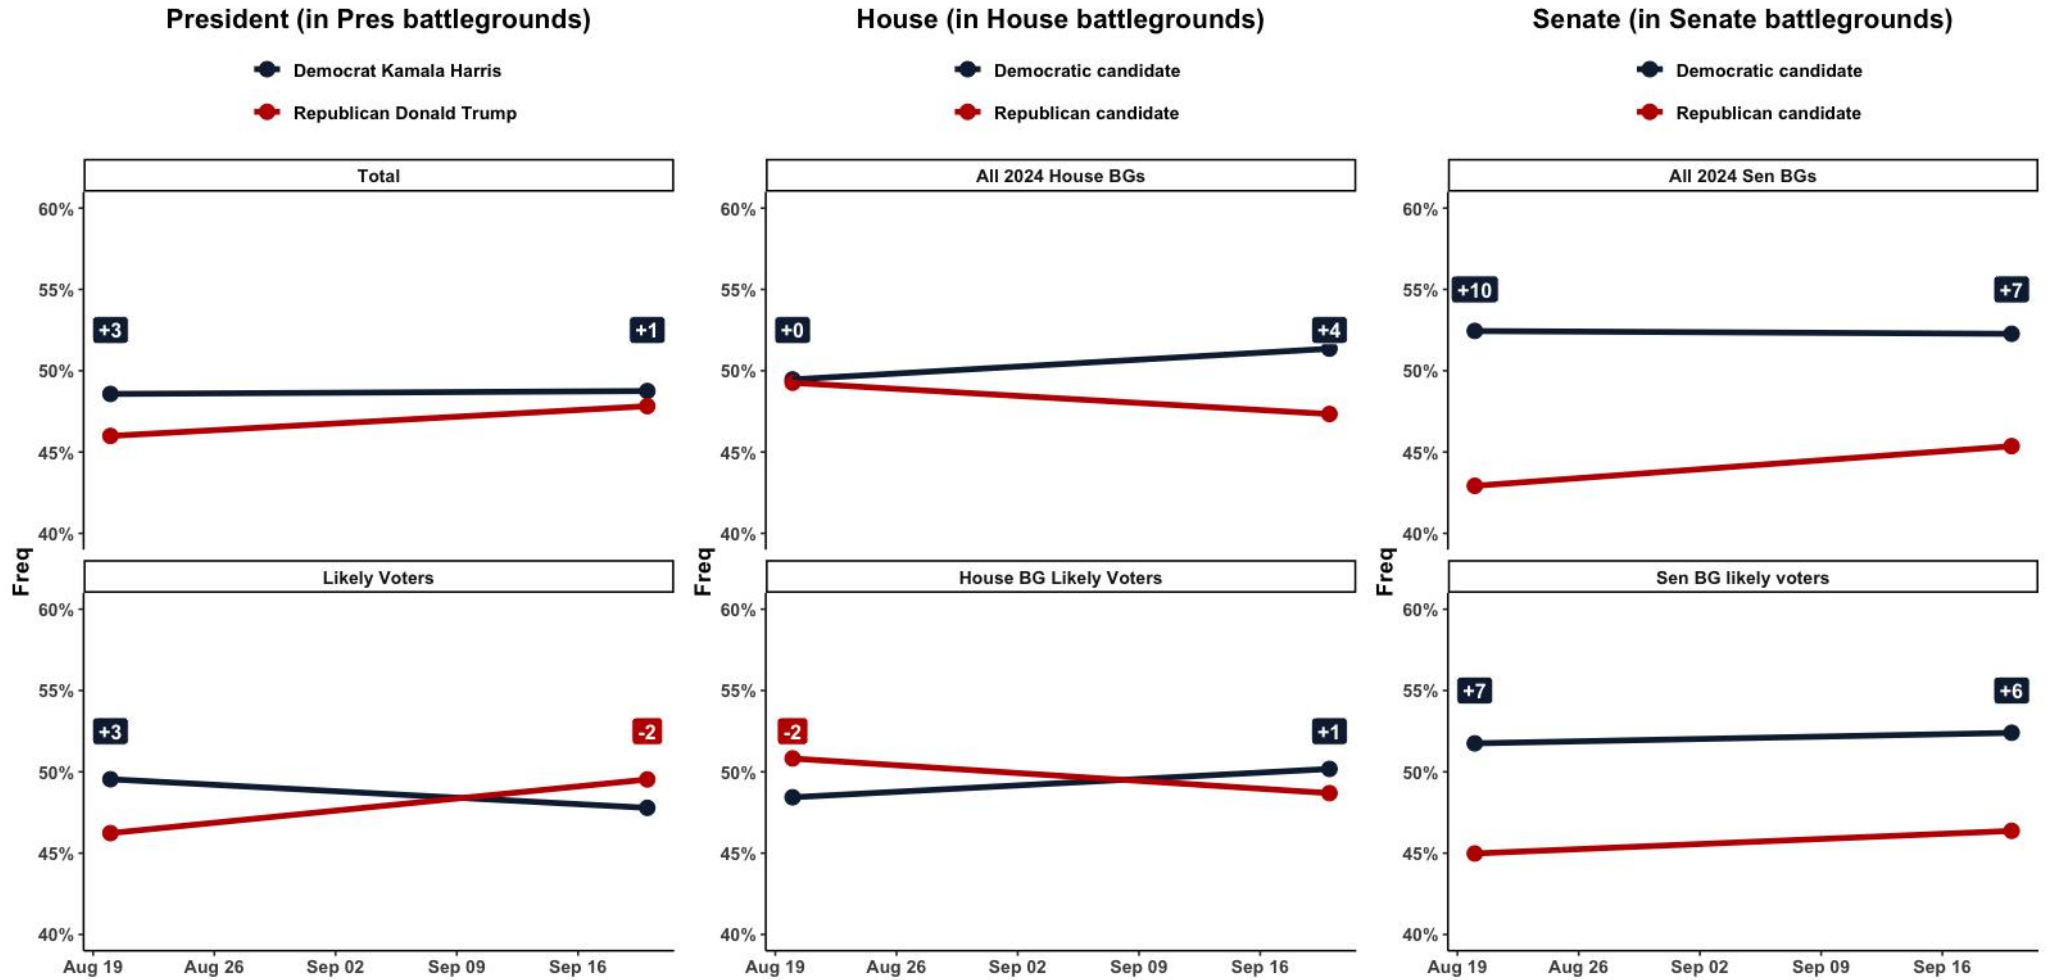 President (in Pres battlegrounds)
Democrat Kamala Harris
Republican Donald Trump
Total
60%
55%
50%
45%
40%
+3
+1
Likely Voters
60%
55%
50%
45%
40%
+3
-2
Freq
Aug 19 Aug 26 Sep 02 Sep 09 Sep 16
House (in House battlegrounds)
Democratic candidate
Republican candidate
All 2024 House BGs
60%
55%
50%
45%
40%
+0
+4
House BG Likely Voters
60%
55%
50%
45%
40%
-2
+1
Freq
Aug 19 Aug 26 Sep 02 Sep 09 Sep 16
Senate (in Senate battlegrounds)
Democratic candidate
Republican candidate
All 2024 Sen BGs
60%
55%
50%
45%
40%
+10
+7
Sen BG likely voters
60%
55%
50%
45%
40%
+7
+6
Freq
Aug 19 Aug 26 Sep 02 Sep 09 Sep 16